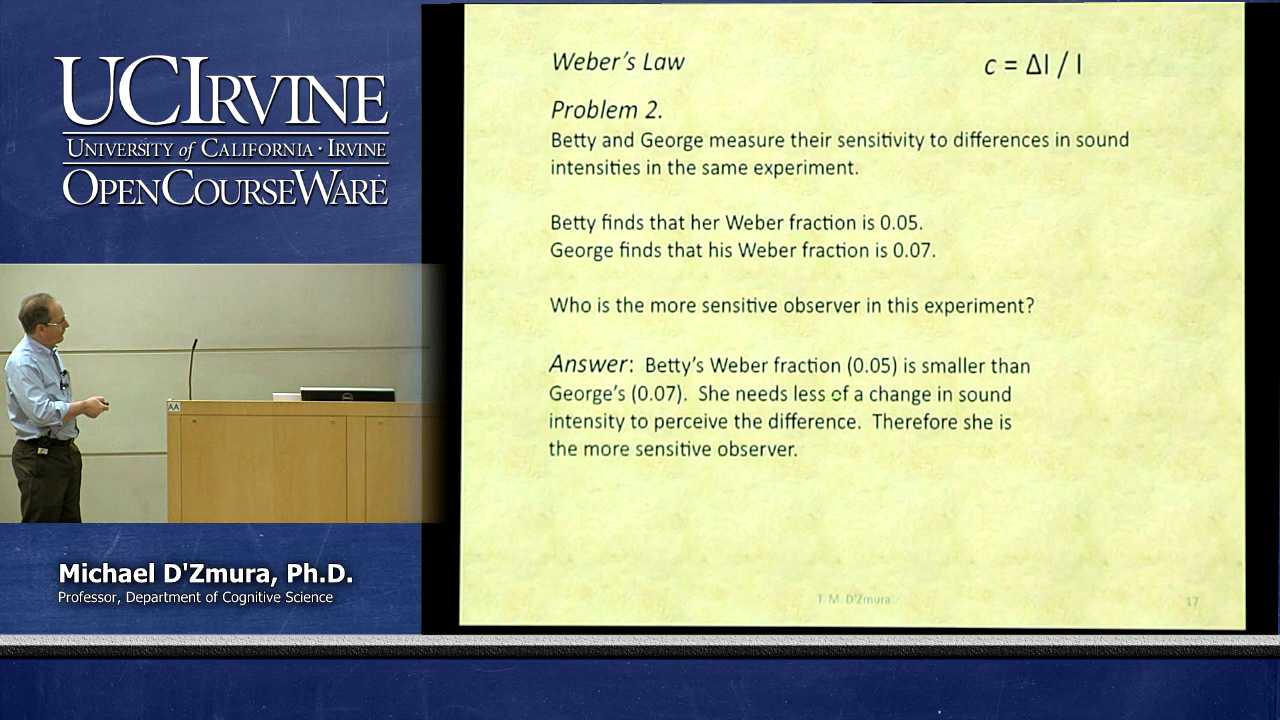 UCIRVINE
UNIVERSITY of CALIFORNIA · IRVINE
OPENCOURSEWARE
AA
Michael D'Zmura, Ph.D.
Professor, Department of Cognitive Science
Weber's Law
c = ΔI / I
Problem 2.
Betty and George measure their sensitivity to differences in sound
intensities in the same experiment.
Betty finds that her Weber fraction is 0.05.
George finds that his Weber fraction is 0.07.
Who is the more sensitive observer in this experiment?
Answer: Betty's Weber fraction (0.05) is smaller than
George's (0.07). She needs less of a change in sound
intensity to perceive the difference. Therefore she is
the more sensitive observer.
T. M. D'Zmura
17